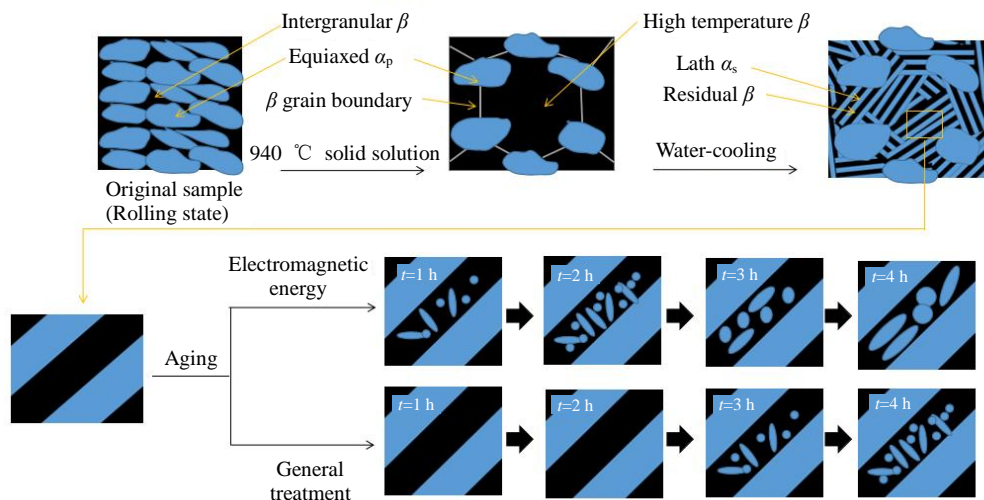 Intergranular β
Equiaxed αp
β grain boundary
High temperature β
Lath αs
Residual β
940 ℃ solid solution
Water-cooling
Original sample
(Rolling state)
Electromagnetic
energy
t=1 h
t=2 h
t=3 h
t=4 h
Aging
t=1 h
t=2 h
t=3 h
t=4 h
General
treatment